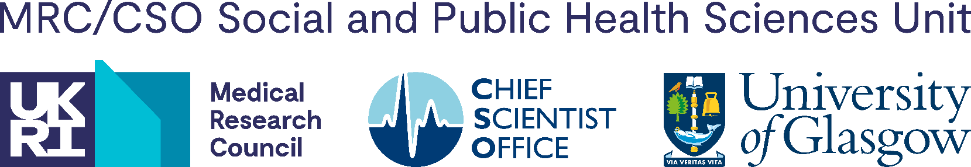 MRC/CSO Social and Public Health Sciences Unit
UK
RI
Medical
Research
Council
CHIEF
SCIENTIST
OFFICE
University
of Glasgow
VIA VERITAS VITA